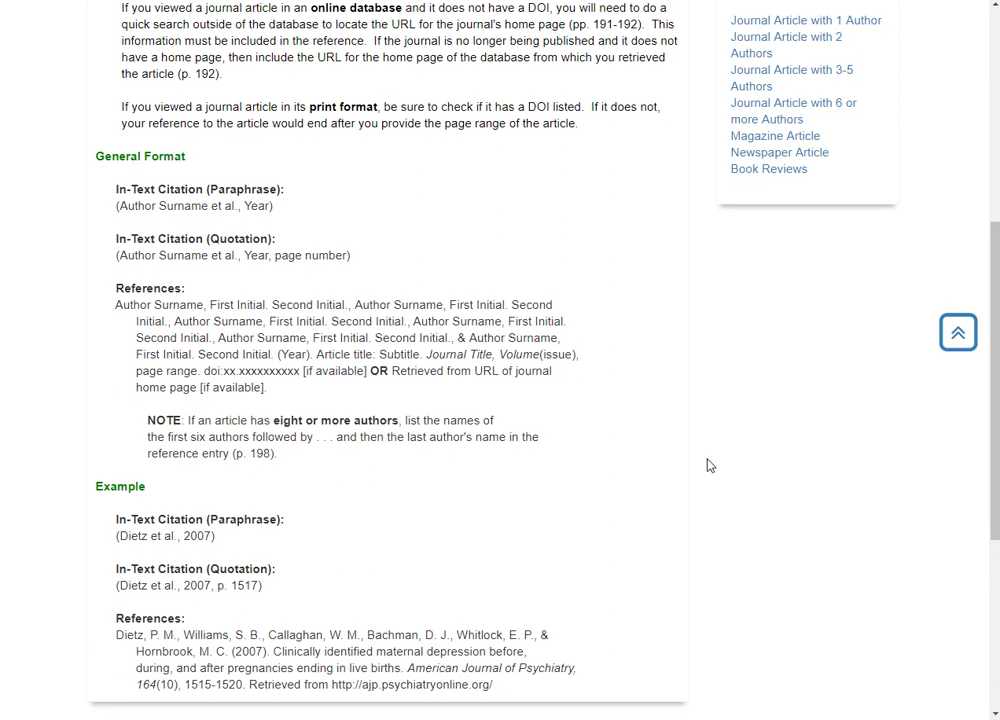 If you viewed a journal article in an online database and it does not have a DOI, you will need to do a
quick search outside of the database to locate the URL for the journal's home page (pp. 191-192).  This
information must be included in the reference.  If the journal is no longer being published and it does not
have a home page, then include the URL for the home page of the database from which you retrieved
the article (p. 192).
If you viewed a journal article in its print format, be sure to check if it has a DOI listed.  If it does not,
your reference to the article would end after you provide the page range of the article.
General Format
In-Text Citation (Paraphrase):
(Author Surname et al., Year)
In-Text Citation (Quotation):
(Author Surname et al., Year, page number)
References:
Author Surname, First Initial. Second Initial., Author Surname, First Initial. Second
Initial., Author Surname, First Initial. Second Initial., Author Surname, First Initial.
Second Initial., Author Surname, First Initial. Second Initial., & Author Surname,
First Initial. Second Initial. (Year). Article title: Subtitle. Journal Title, Volume(issue),
page range. doi:xx.xxxxxxxxxx [if available] OR Retrieved from URL of journal
home page [if available].
NOTE: If an article has eight or more authors, list the names of
the first six authors followed by . . . and then the last author's name in the
reference entry (p. 198).
Example
In-Text Citation (Paraphrase):
(Dietz et al., 2007)
In-Text Citation (Quotation):
(Dietz et al., 2007, p. 1517)
References:
Dietz, P. M., Williams, S. B., Callaghan, W. M., Bachman, D. J., Whitlock, E. P., &
Hornbrook, M. C. (2007). Clinically identified maternal depression before,
during, and after pregnancies ending in live births. American Journal of Psychiatry,
164(10), 1515-1520. Retrieved from http://ajp.psychiatryonline.org/
Journal Article with 1 Author
Journal Article with 2
Authors
Journal Article with 3-5
Authors
Journal Article with 6 or
more Authors
Magazine Article
Newspaper Article
Book Reviews